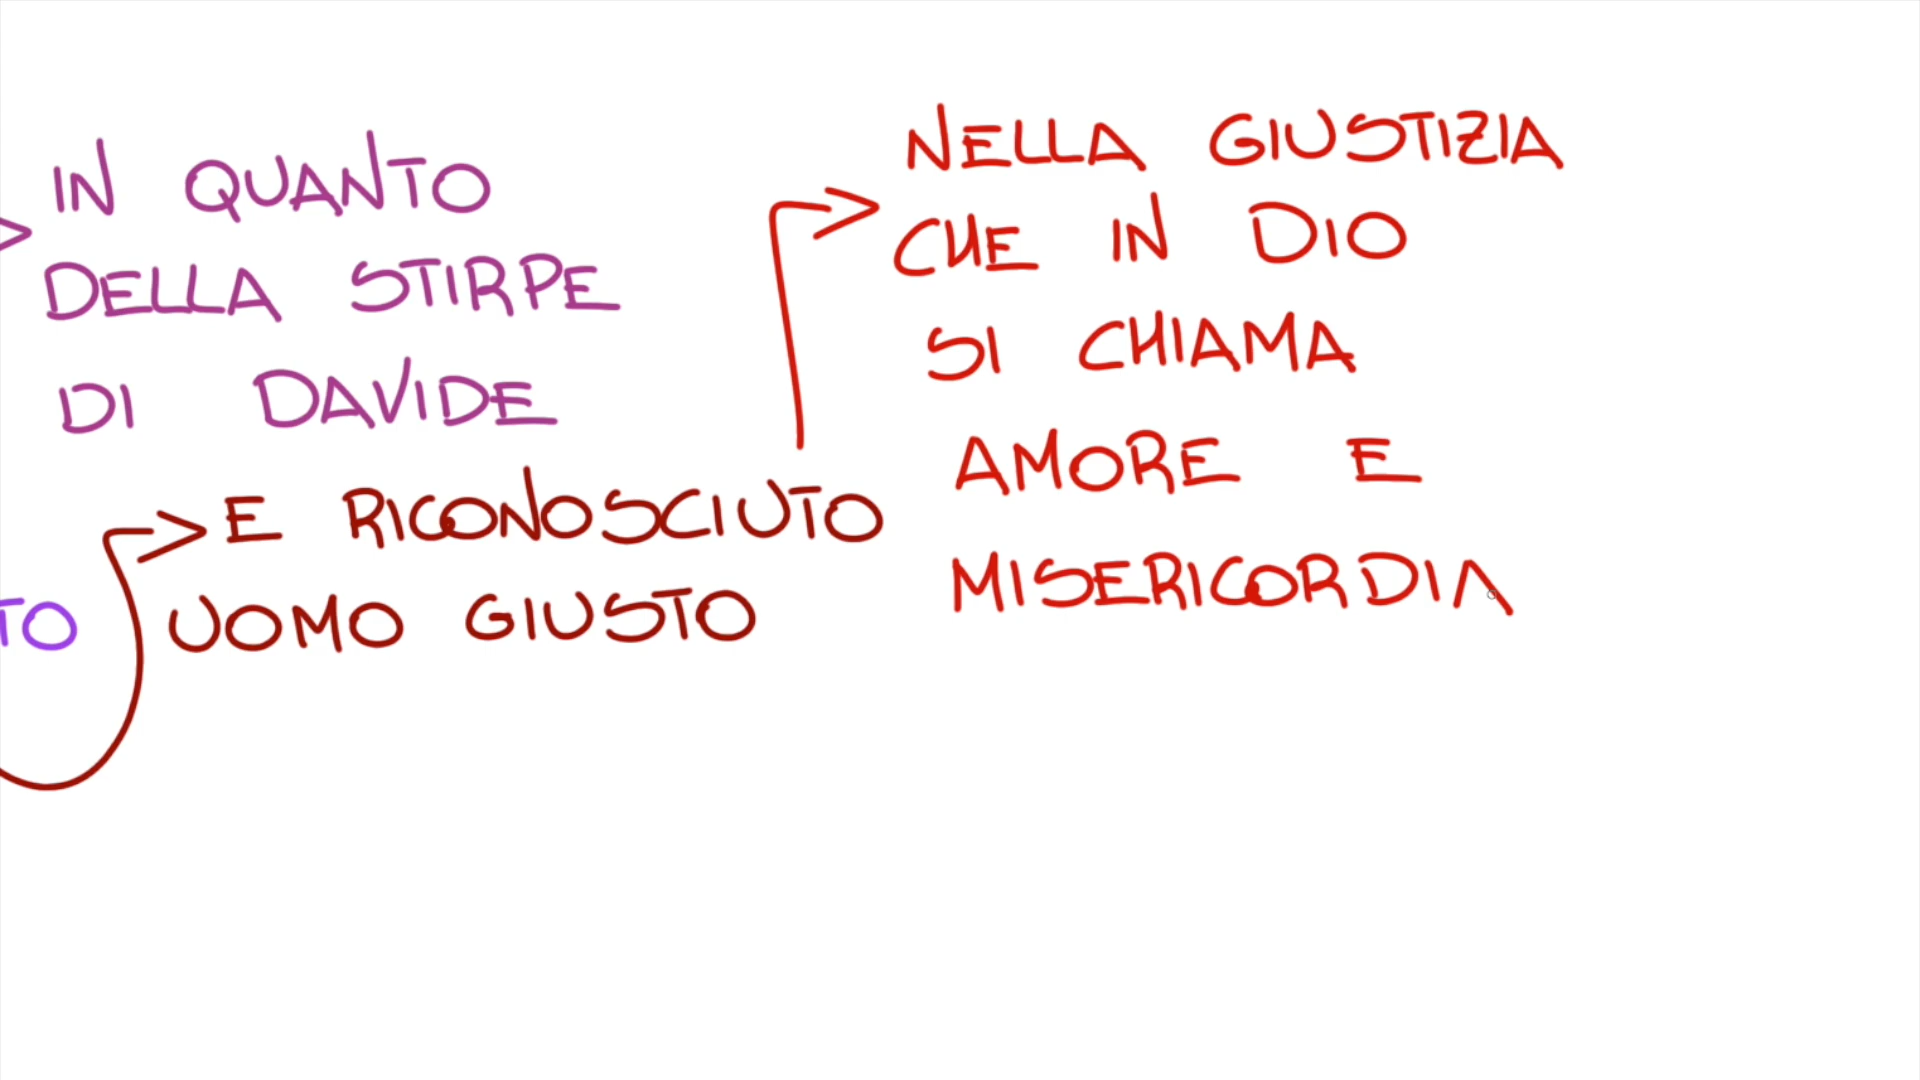 IN QUANTO
DELLA STIRPE
DI DAVIDE
TO
E RICONOSCIUTO
UOMO GIUSTO
NELLA GIUSTIZIA
CHE IN DIO
SI CHIAMA
AMORE E
MISERICORDIA